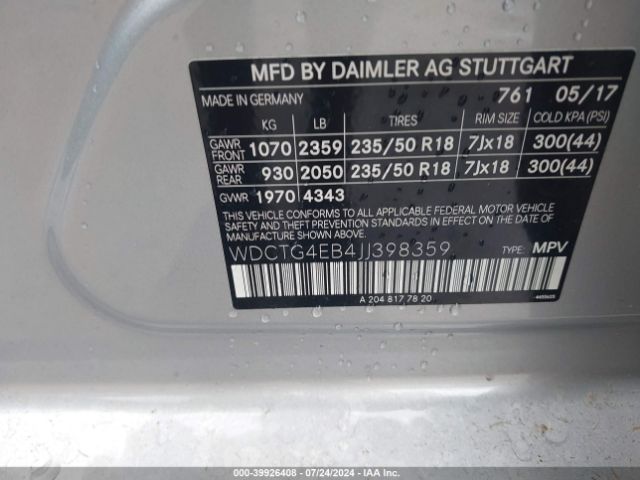 MFD BY DAIMLER AG STUTTGART
MADE IN GERMANY 761 05/17
KG LB TIRES RIM SIZE COLD KPA (PSI)
GAWR FRONT 1070 2359 235/50 R18 7Jx18 300(44)
GAWR REAR 930 2050 235/50 R18 7Jx18 300(44)
GVWR 1970 4343
THIS VEHICLE CONFORMS TO ALL APPLICABLE FEDERAL MOTOR VEHICLE
SAFETY, BUMPER, AND THEFT PREVENTION STANDARDS IN
EFFECT ON THE DATE OF MANUFACTURE SHOWN ABOVE.
WDCTG4EB4JJ398359 TYPE: MPV
A 204 817 78 20
000-39926408 / 07/24/2024 / IAA Inc.